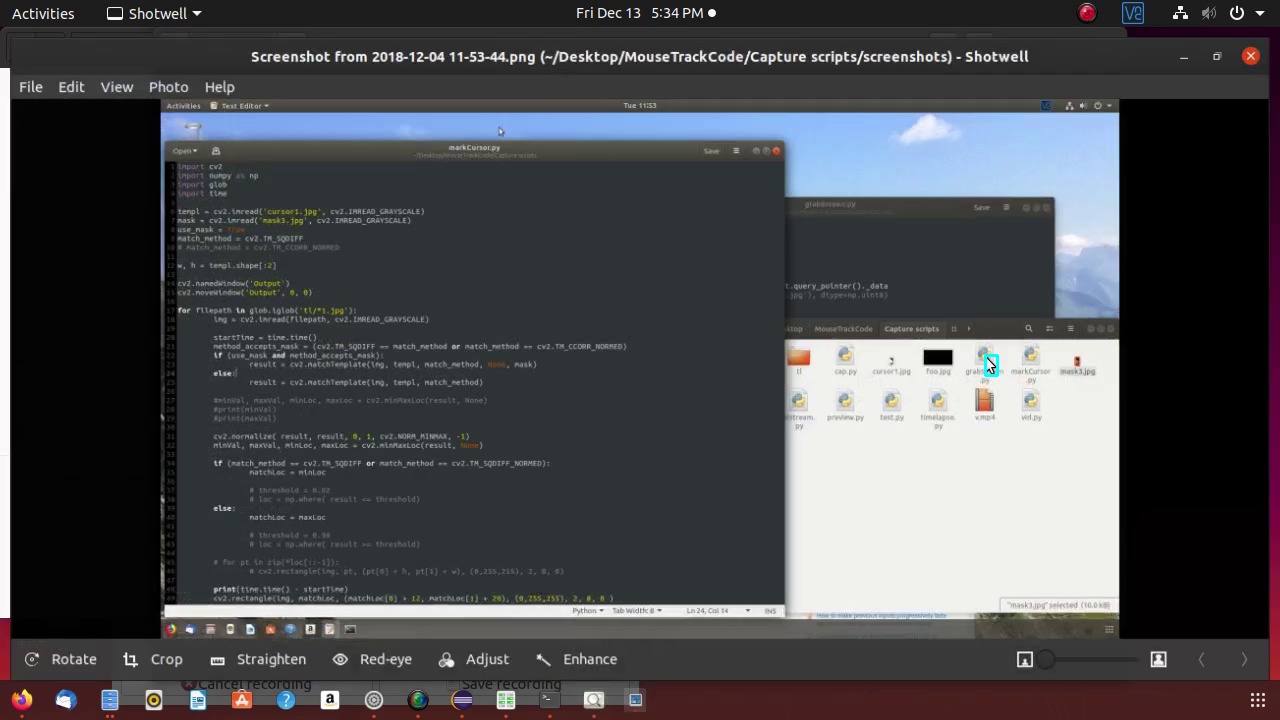 Activities Shotwell Fri Dec 13 5:34 PM
Screenshot from 2018-12-04 11-53-44.png (~/Desktop/MouseTrackCode/Capture scripts/screenshots) - Shotwell
File Edit View Photo Help
Activities Text Editor Tue 11:53
Open markCursor.py Save
~/Desktop/MouseTrackCode/Capture scripts
import cv2
import numpy as np
import glob
import time
templ = cv2.imread('cursor1.jpg', cv2.IMREAD_GRAYSCALE)
mask = cv2.imread('mask3.jpg', cv2.IMREAD_GRAYSCALE)
use_mask = True
match_method = cv2.TM_SQDIFF
# match_method = cv2.TM_CCORR_NORMED
w, h = templ.shape[:2]
cv2.namedWindow('Output')
cv2.moveWindow('Output', 0, 0)
for filepath in glob.iglob('tl/*1.jpg'):
img = cv2.imread(filepath, cv2.IMREAD_GRAYSCALE)
startTime = time.time()
method_accepts_mask = (cv2.TM_SQDIFF == match_method or match_method == cv2.TM_CCORR_NORMED)
if (use_mask and method_accepts_mask):
result = cv2.matchTemplate(img, templ, match_method, None, mask)
else:
result = cv2.matchTemplate(img, templ, match_method)
#minVal, maxVal, minLoc, maxLoc = cv2.minMaxLoc(result, None)
#print(minVal)
#print(maxVal)
cv2.normalize( result, result, 0, 1, cv2.NORM_MINMAX, -1)
minVal, maxVal, minLoc, maxLoc = cv2.minMaxLoc(result, None)
if (match_method == cv2.TM_SQDIFF or match_method == cv2.TM_SQDIFF_NORMED):
matchLoc = minLoc
# threshold = 0.02
# loc = np.where( result <= threshold)
else:
matchLoc = maxLoc
# threshold = 0.98
# loc = np.where( result >= threshold)
# for pt in zip(*loc[::-1]):
# cv2.rectangle(img, pt, (pt[0] + h, pt[1] + w), (0,255,255), 2, 8, 0)
print(time.time() - startTime)
cv2.rectangle(img, matchLoc, (matchLoc[0] + 12, matchLoc[1] + 20), (0,255,255), 2, 8, 0 )
Python Tab Width: 8 Ln 24, Col 14 INS
Save
t.query_pointer()._data
.jpg'), dtype=np.uint8)
MouseTrackCode Capture scripts
tl cap.py cursor1.jpg foo.jpg markCursor.py mask3.jpg
preview.py test.py timelapse.py v.mp4 vid.py
"mask3.jpg" selected (10.0 kB)
Rotate Crop Straighten Red-eye Adjust Enhance
Cancel recording Save recording